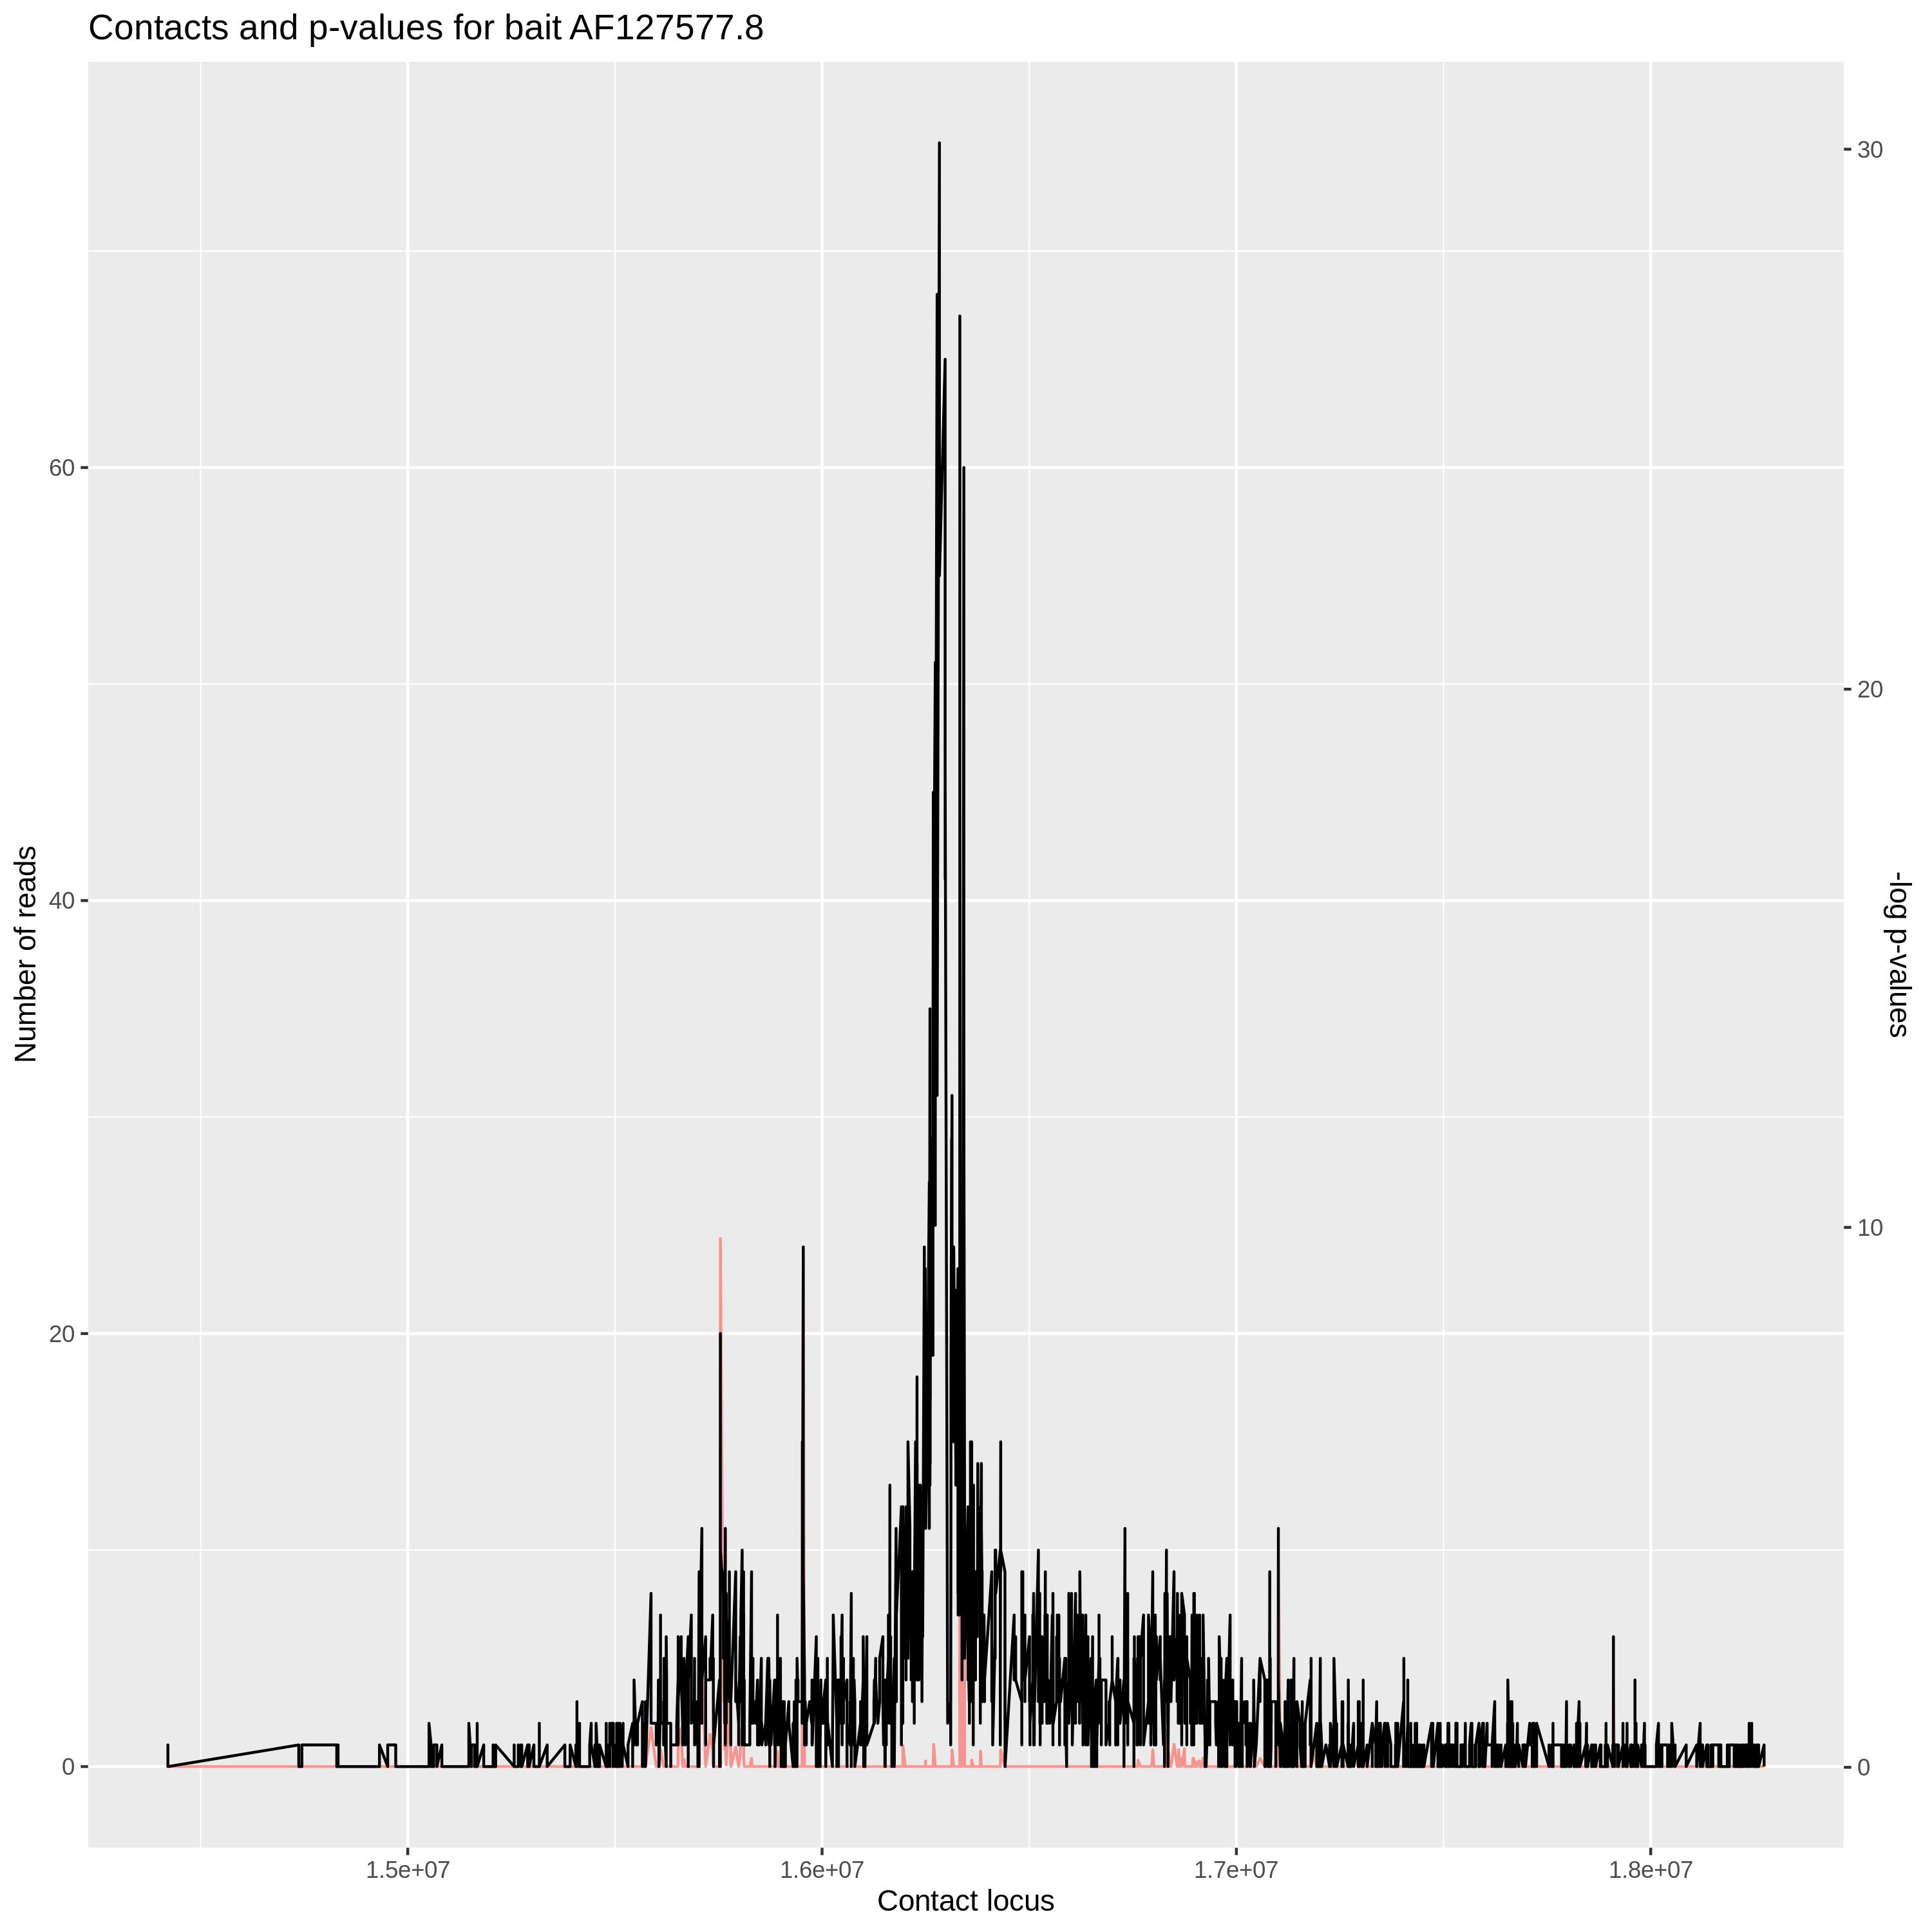 Contacts and p-values for bait AF127577.8
30
60
20
40
Number of reads
-log p-values
10
20
0
0
1.5e+07
1.6e+07
1.7e+07
1.8e+07
Contact locus